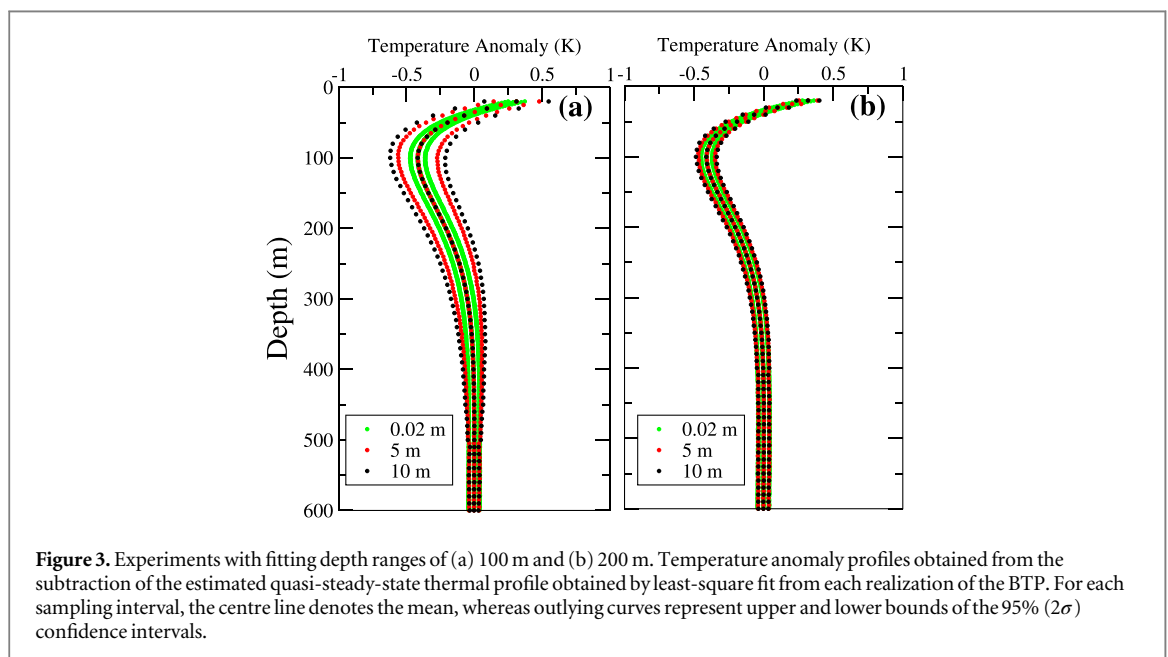 Temperature Anomaly (K)
-1 -0.5 0 0.5 1
(a)
0
100
200
300
400
500
600
Depth (m)
0.02 m
5 m
10 m
Temperature Anomaly (K)
-1 -0.5 0 0.5 1
(b)
0.02 m
5 m
10 m
Figure 3. Experiments with fitting depth ranges of (a) 100 m and (b) 200 m. Temperature anomaly profiles obtained from the
subtraction of the estimated quasi-steady-state thermal profile obtained by least-square fit from each realization of the BTP. For each
sampling interval, the centre line denotes the mean, whereas outlying curves represent upper and lower bounds of the 95% (2σ)
confidence intervals.